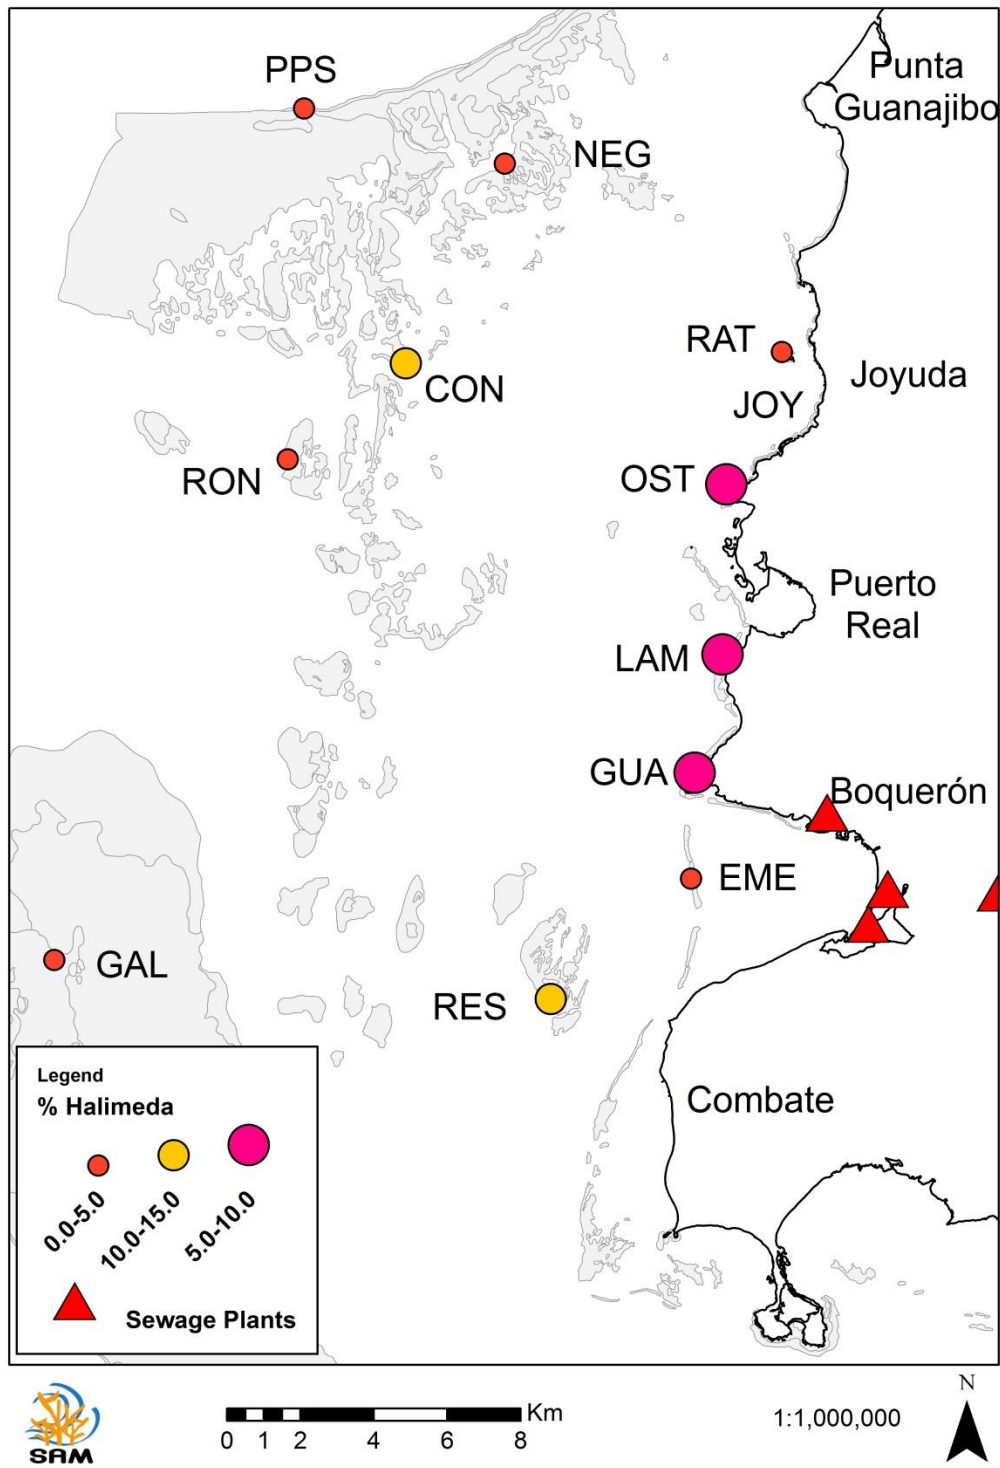 PPS
Punta
Guanajibo
NEG
RAT
Joyuda
CON
JOY
RON
OST
Puerto
Real
LAM
GUA
Boquerón
EME
GAL
RES
Combate
Legend
% Halimeda
0.0-5.0
10.0-15.0
5.0-10.0
Sewage Plants
SAM
Km
0 1 2 4 6 8
1:1,000,000
N